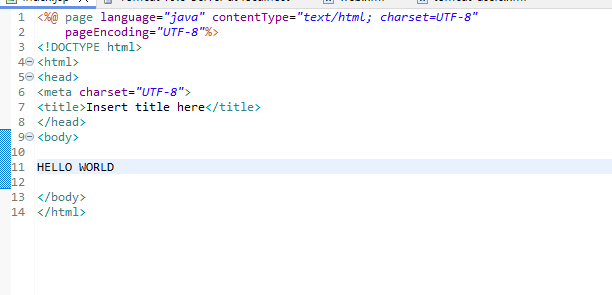 1 <%@ page language="java" contentType="text/html; charset=UTF-8"
2 pageEncoding="UTF-8"%>
3 <!DOCTYPE html>
4 <html>
5 <head>
6 <meta charset="UTF-8">
7 <title>Insert title here</title>
8 </head>
9 <body>
10
11 HELLO WORLD
12
13 </body>
14 </html>